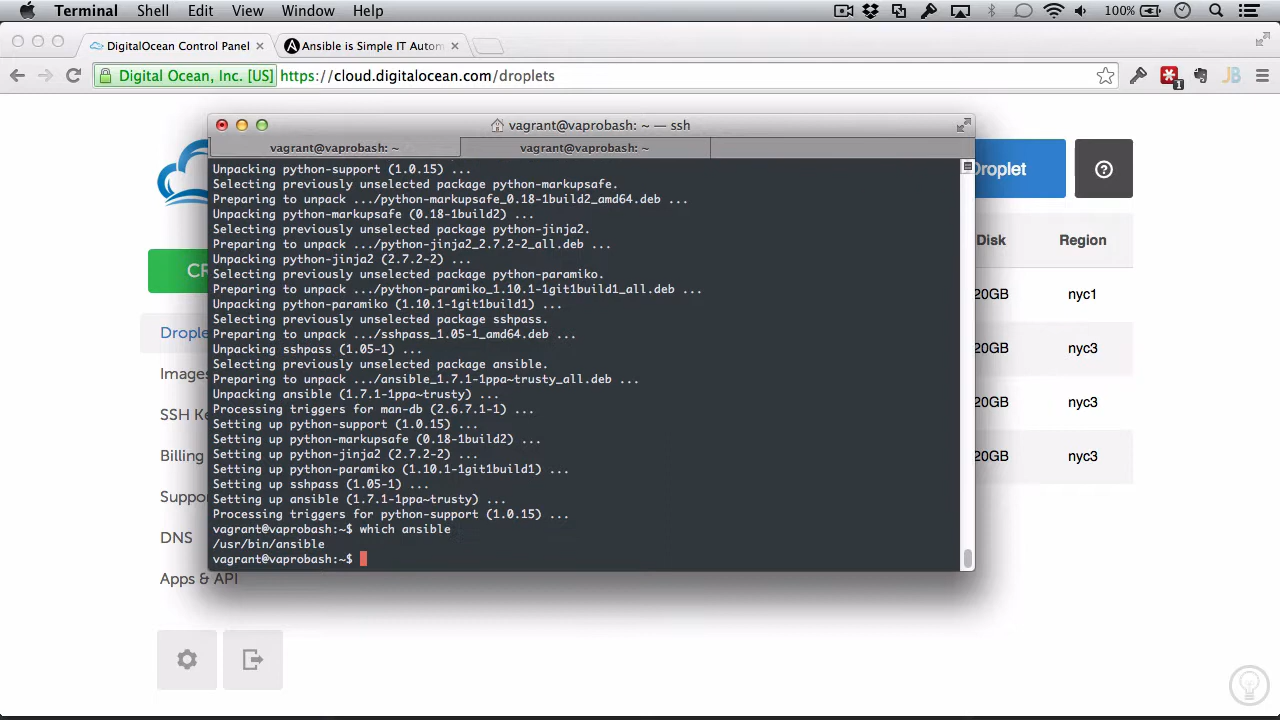 Terminal Shell Edit View Window Help 100%
DigitalOcean Control Panel Ansible is Simple IT Autom
Digital Ocean, Inc. [US] https://cloud.digitalocean.com/droplets 1 JB
vagrant@vaprobash: ~ — ssh
vagrant@vaprobash: ~ vagrant@vaprobash: ~
Unpacking python-support (1.0.15) ...
Selecting previously unselected package python-markupsafe.
Preparing to unpack .../python-markupsafe_0.18-1build2_amd64.deb ...
Unpacking python-markupsafe (0.18-1build2) ...
Selecting previously unselected package python-jinja2.
Preparing to unpack .../python-jinja2_2.7.2-2_all.deb ...
Unpacking python-jinja2 (2.7.2-2) ...
Selecting previously unselected package python-paramiko.
Preparing to unpack .../python-paramiko_1.10.1-1git1build1_all.deb ...
Unpacking python-paramiko (1.10.1-1git1build1) ...
Selecting previously unselected package sshpass.
Preparing to unpack .../sshpass_1.05-1_amd64.deb ...
Unpacking sshpass (1.05-1) ...
Selecting previously unselected package ansible.
Preparing to unpack .../ansible_1.7.1-1ppa~trusty_all.deb ...
Unpacking ansible (1.7.1-1ppa~trusty) ...
Processing triggers for man-db (2.6.7.1-1) ...
Setting up python-support (1.0.15) ...
Setting up python-markupsafe (0.18-1build2) ...
Setting up python-jinja2 (2.7.2-2) ...
Setting up python-paramiko (1.10.1-1git1build1) ...
Setting up sshpass (1.05-1) ...
Setting up ansible (1.7.1-1ppa~trusty) ...
Processing triggers for python-support (1.0.15) ...
vagrant@vaprobash:~$ which ansible
/usr/bin/ansible
vagrant@vaprobash:~$
CR
Drople
Images
SSH Ke
Billing
Suppo
DNS
Apps & API
Droplet ?
Disk Region
20GB nyc1
20GB nyc3
20GB nyc3
20GB nyc3